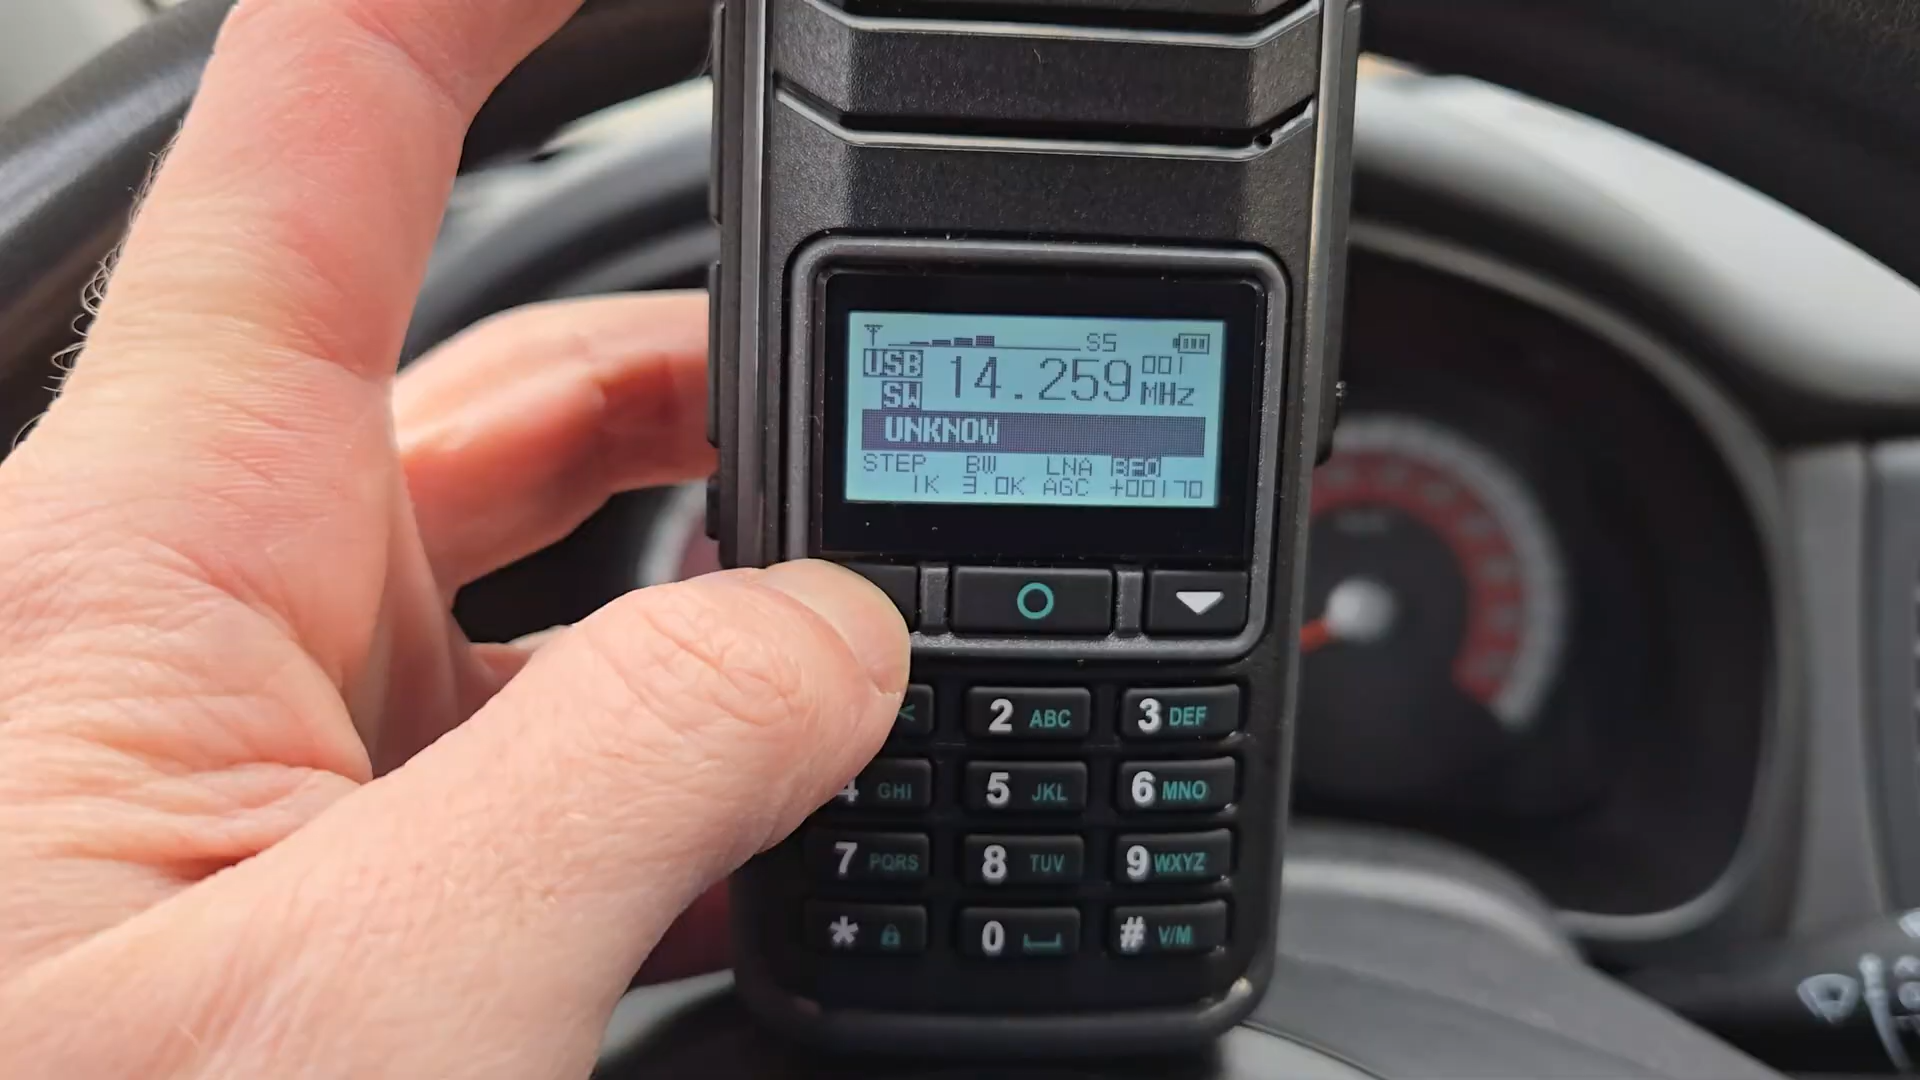 S5
USB 14.259 001
SW MHz
UNKNOW
STEP BW LNA BFO
1K 3.0K AGC +00170
2 ABC 3 DEF
4 GHI 5 JKL 6 MNO
7 PQRS 8 TUV 9 WXYZ
* 0 # V/M